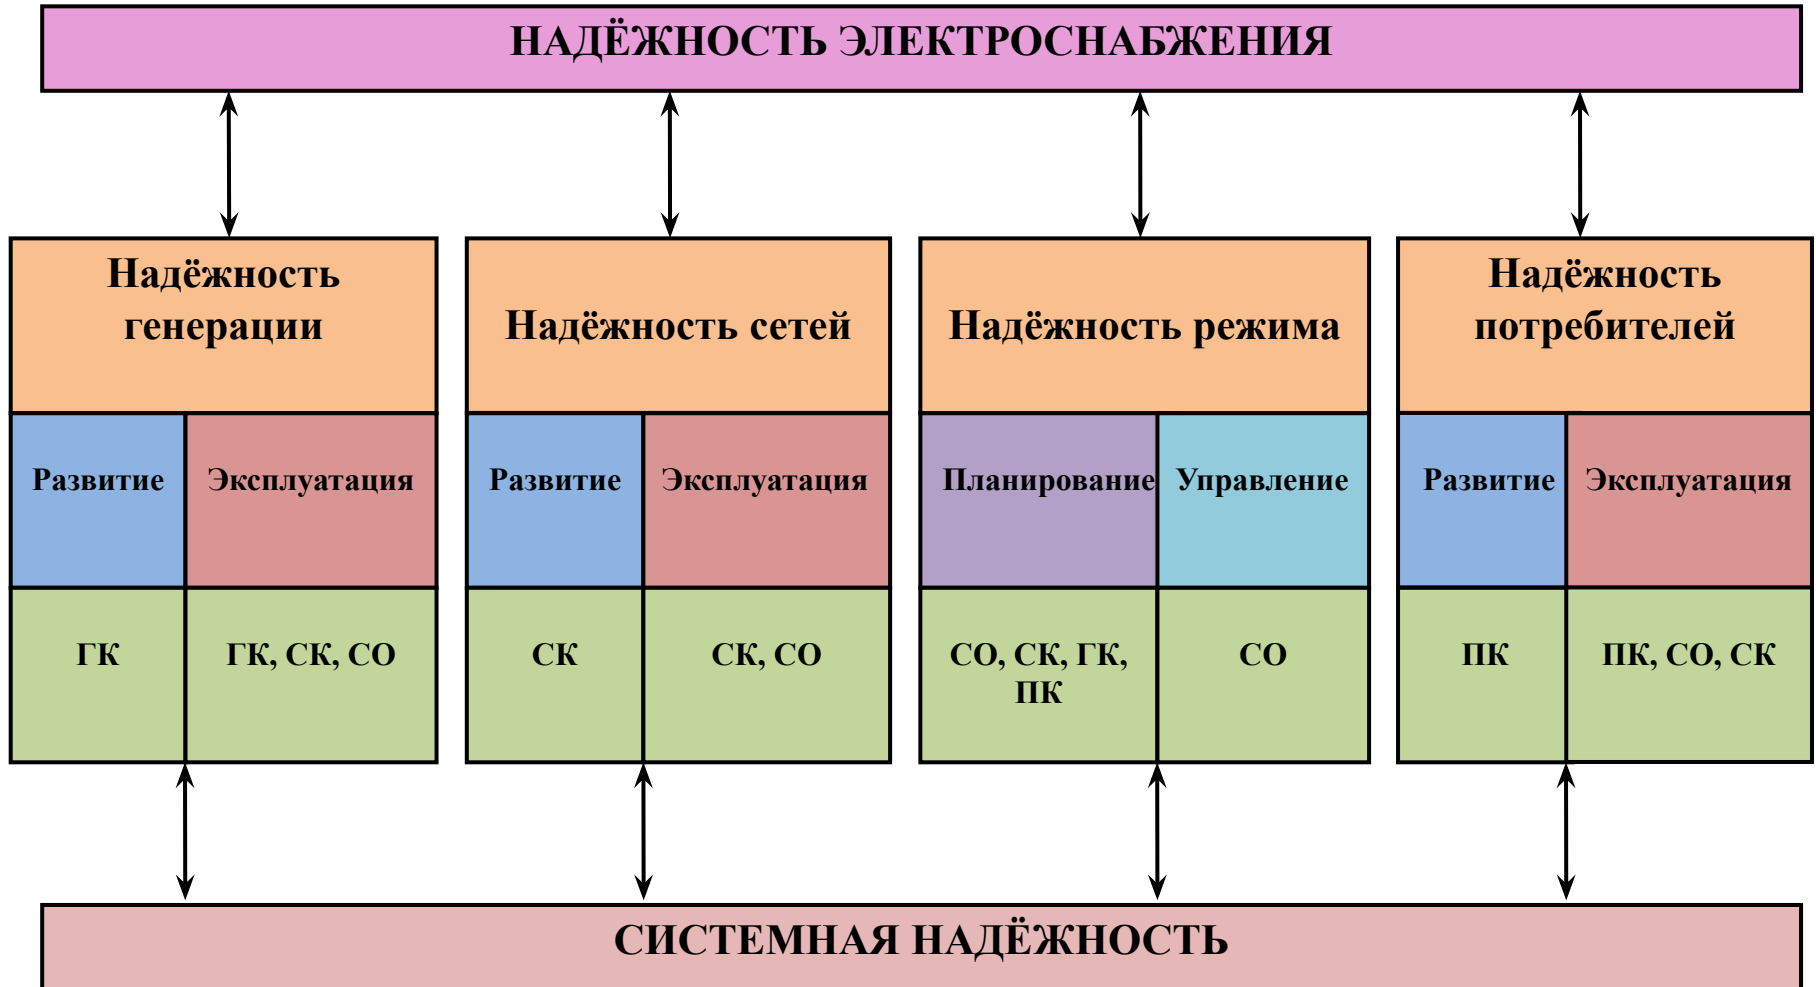 НАДЁЖНОСТЬ ЭЛЕКТРОСНАБЖЕНИЯ
Надёжность
генерации
Надёжность сетей
Надёжность режима
Надёжность
потребителей
Развитие
Эксплуатация
Развитие
Эксплуатация
Планирование
Управление
Развитие
Эксплуатация
ГК
ГК, СК, СО
СК
СК, СО
СО, СК, ГК,
ПК
СО
ПК
ПК, СО, СК
СИСТЕМНАЯ НАДЁЖНОСТЬ